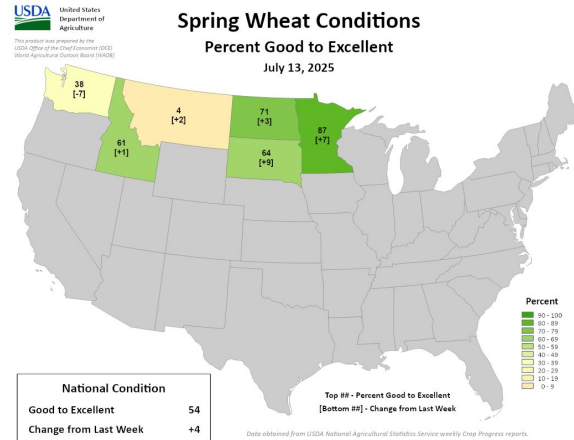 USDA
United States
Department of
Agriculture
This product was prepared by the
USDA Office of the Chief Economist (OCE)
World Agricultural Outlook Board (WAOB)
Spring Wheat Conditions
Percent Good to Excellent
July 13, 2025
38
[-7]
4
[+2]
71
[+3]
87
[+7]
61
[+1]
64
[+9]
Percent
90 - 100
80 - 89
70 - 79
60 - 69
50 - 59
40 - 49
30 - 39
20 - 29
10 - 19
0 - 9
National Condition
Good to Excellent 54
Change from Last Week +4
Top ## - Percent Good to Excellent
[Bottom ##] - Change from Last Week
Data obtained from USDA National Agricultural Statistics Service weekly Crop Progress reports.